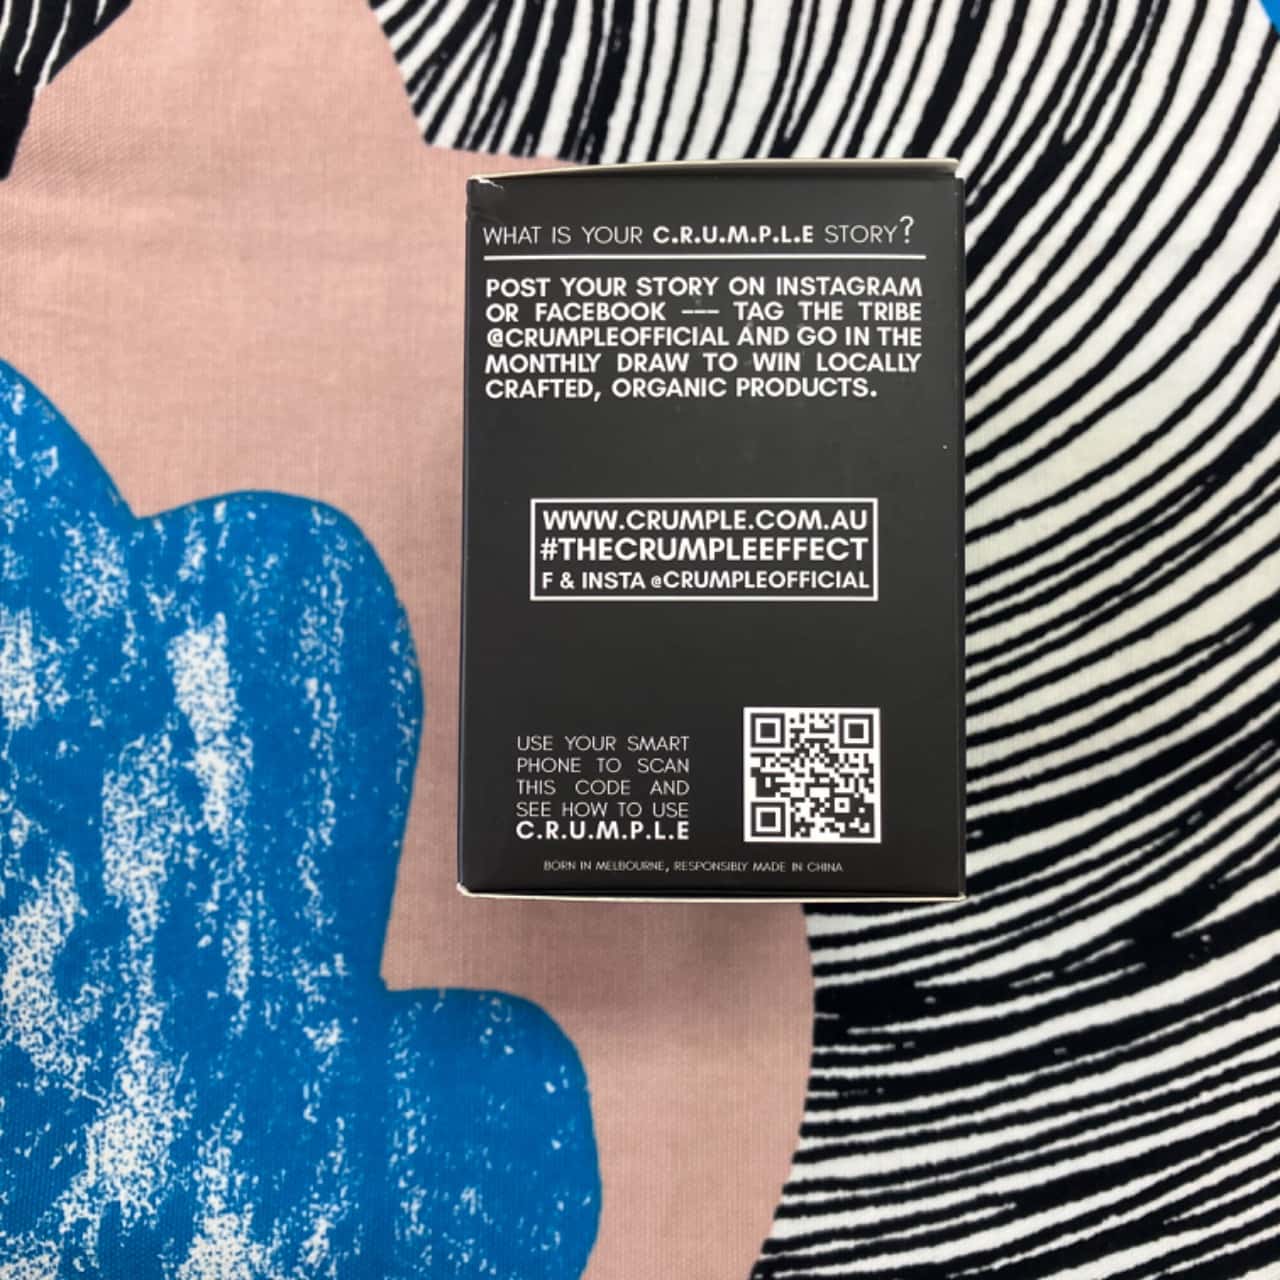 WHAT IS YOUR C.R.U.M.P.L.E STORY?
POST YOUR STORY ON INSTAGRAM
OR FACEBOOK --- TAG THE TRIBE
@CRUMPLEOFFICIAL AND GO IN THE
MONTHLY DRAW TO WIN LOCALLY
CRAFTED, ORGANIC PRODUCTS.
WWW.CRUMPLE.COM.AU
#THECRUMPLEEFFECT
F & INSTA @CRUMPLEOFFICIAL
USE YOUR SMART
PHONE TO SCAN
THIS CODE AND
SEE HOW TO USE
C.R.U.M.P.L.E
BORN IN MELBOURNE, RESPONSIBLY MADE IN CHINA